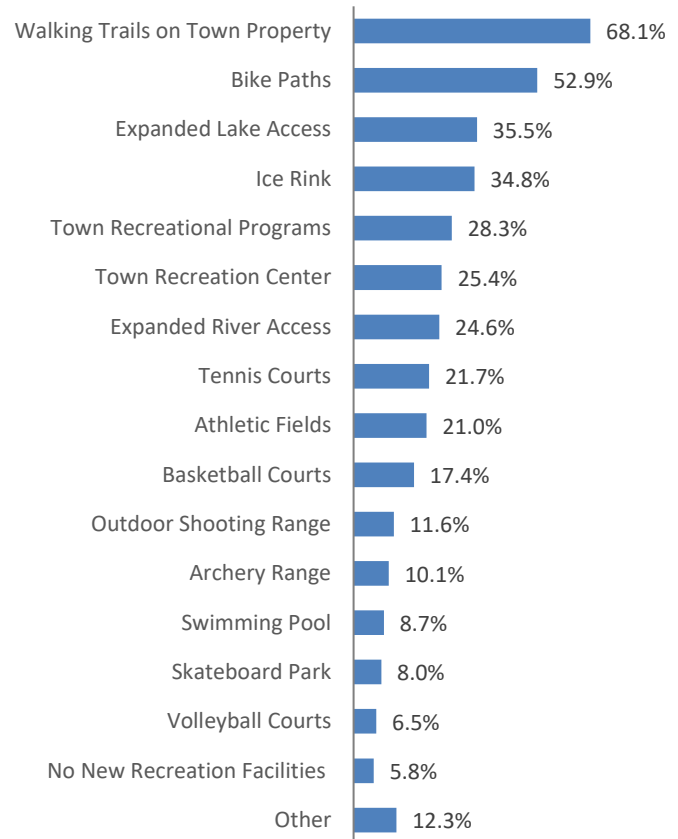 Walking Trails on Town Property 68.1%
Bike Paths 52.9%
Expanded Lake Access 35.5%
Ice Rink 34.8%
Town Recreational Programs 28.3%
Town Recreation Center 25.4%
Expanded River Access 24.6%
Tennis Courts 21.7%
Athletic Fields 21.0%
Basketball Courts 17.4%
Outdoor Shooting Range 11.6%
Archery Range 10.1%
Swimming Pool 8.7%
Skateboard Park 8.0%
Volleyball Courts 6.5%
No New Recreation Facilities 5.8%
Other 12.3%